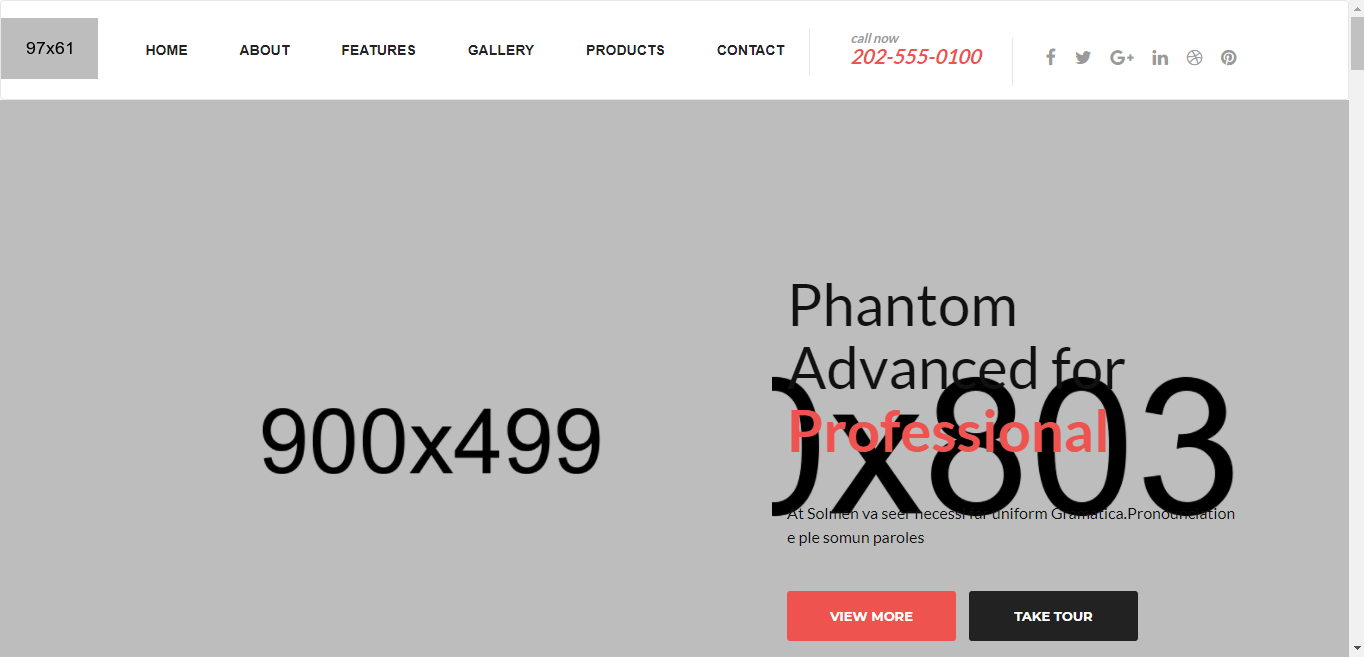 97x61
HOME ABOUT FEATURES GALLERY PRODUCTS CONTACT
call now
202-555-0100
Phantom
Advanced for
Professional
900x499
0x803
At Solmen va seer necessi far uniform Gramatica.Pronounciation
e ple somun paroles
VIEW MORE TAKE TOUR